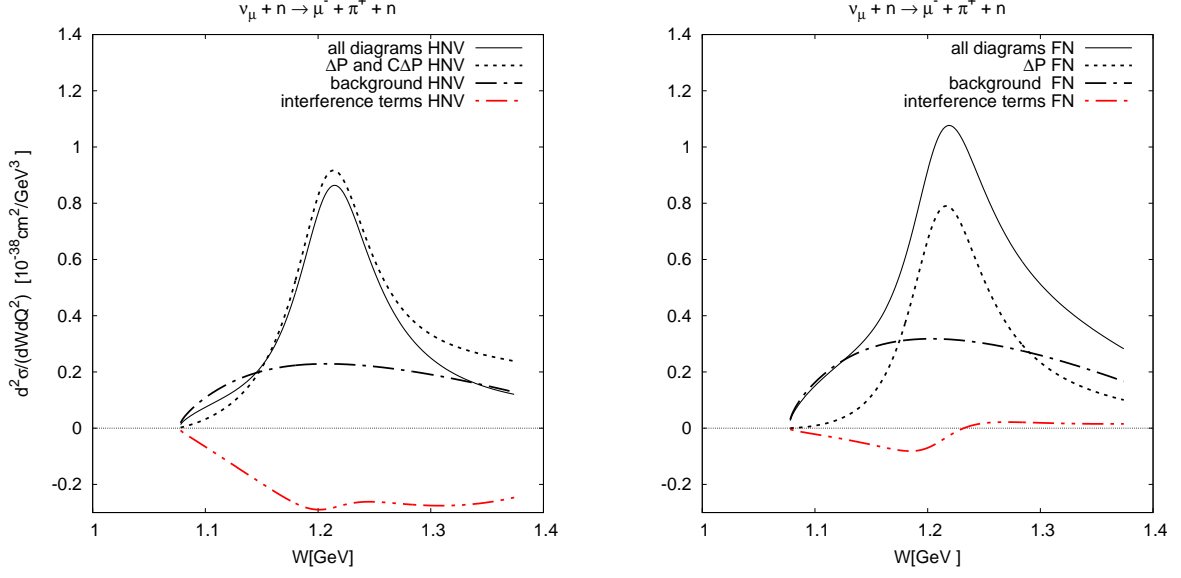 ν_μ + n → μ⁻ + π⁺ + n
all diagrams HNV
ΔP and CΔP HNV
background HNV
interference terms HNV
1.4
1.2
1
0.8
0.6
0.4
0.2
0
-0.2
d²σ/(dWdQ²) [10⁻³⁸cm²/GeV³ ]
1 1.1 1.2 1.3 1.4
W[GeV]
ν_μ + n → μ⁻ + π⁺ + n
all diagrams FN
ΔP FN
background FN
interference terms FN
1.4
1.2
1
0.8
0.6
0.4
0.2
0
-0.2
1 1.1 1.2 1.3 1.4
W[GeV ]